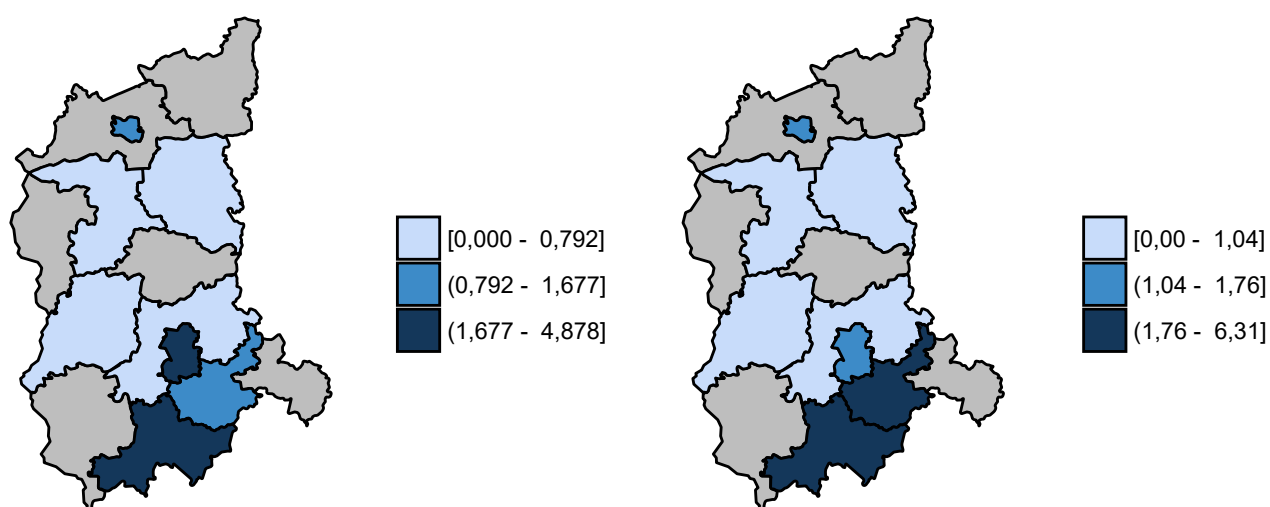 [0,000 - 0,792]
(0,792 - 1,677]
(1,677 - 4,878]
[0,00 - 1,04]
(1,04 - 1,76]
(1,76 - 6,31]